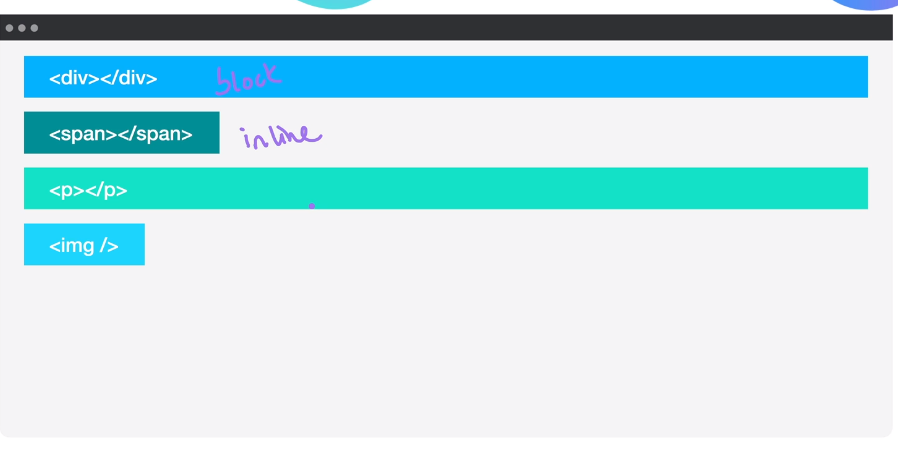 <div></div> block
<span></span> inline
<p></p>
<img />